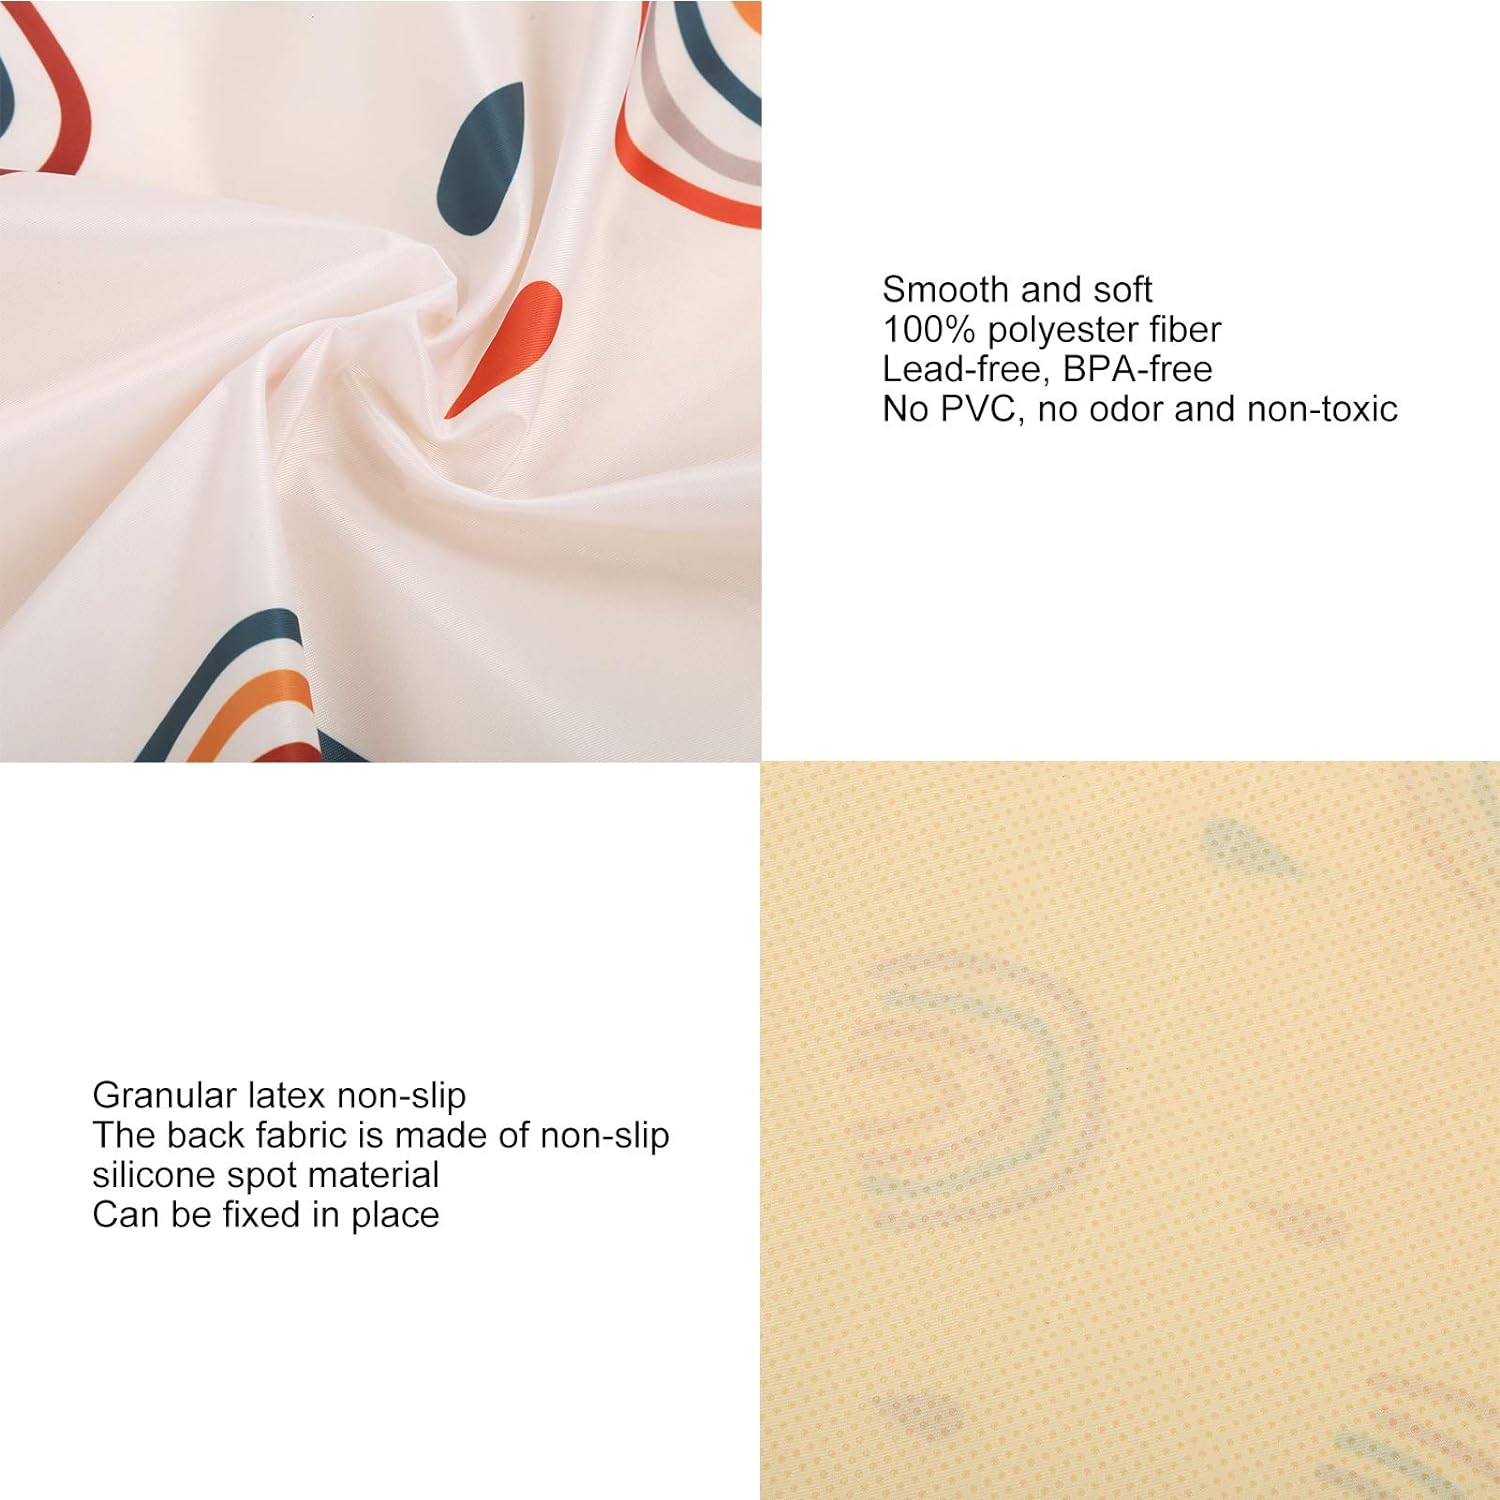 Smooth and soft
100% polyester fiber
Lead-free, BPA-free
No PVC, no odor and non-toxic
Granular latex non-slip
The back fabric is made of non-slip
silicone spot material
Can be fixed in place